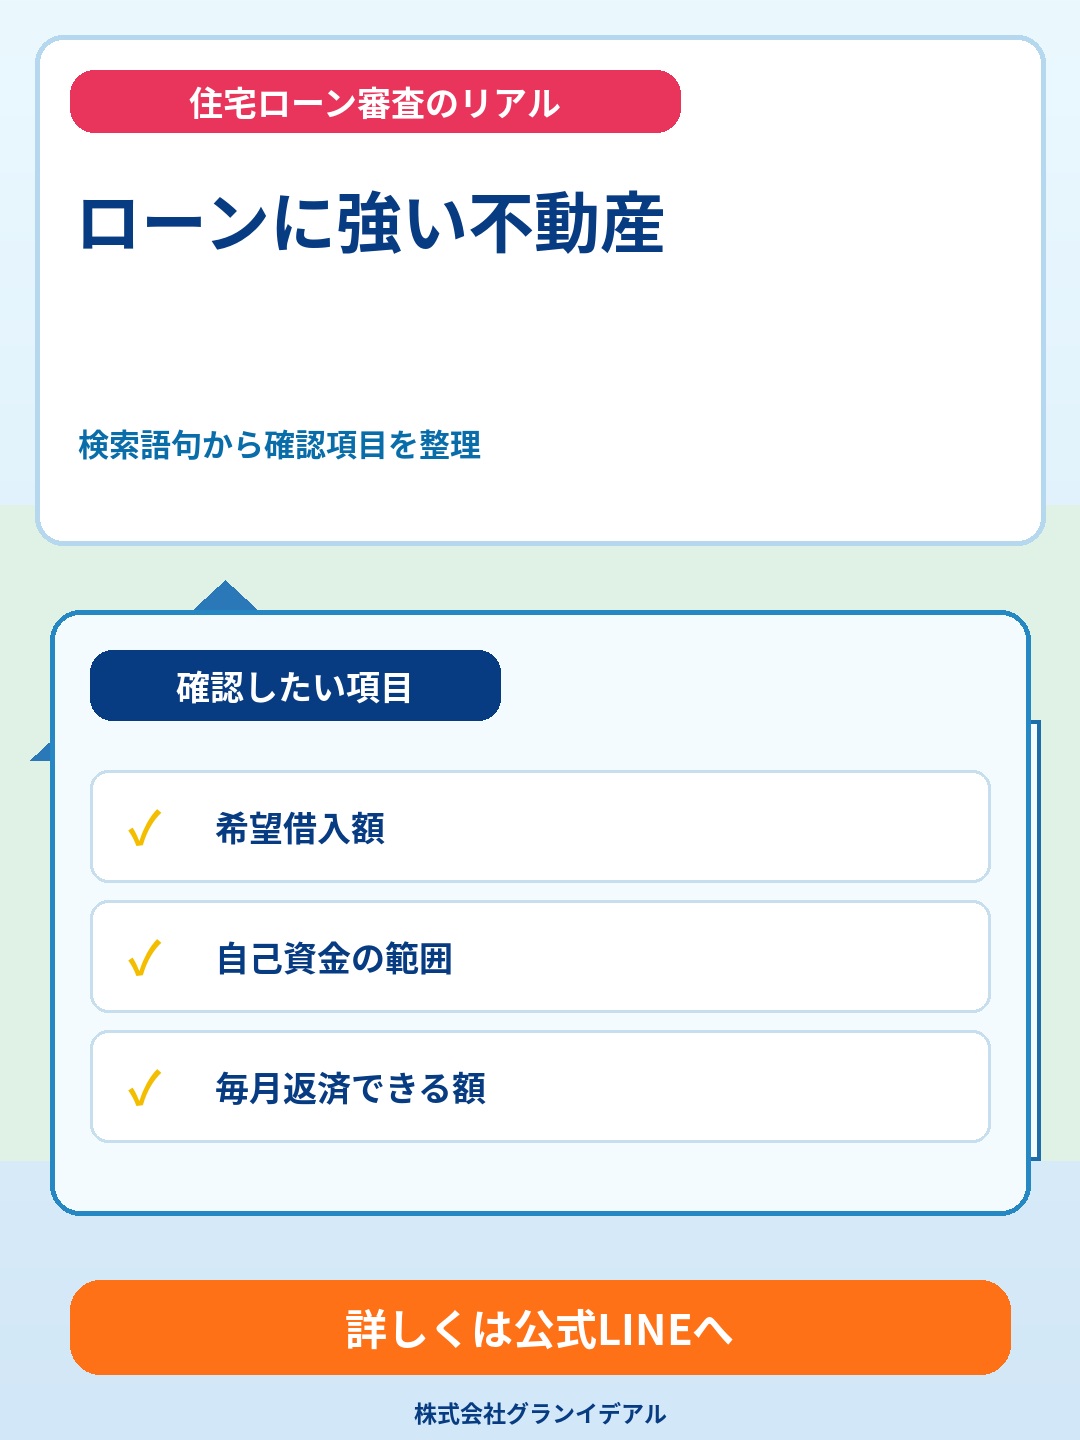 住宅ローン審査のリアル
ローンに強い不動産
検索語句から確認項目を整理
確認したい項目
✓ 希望借入額
✓ 自己資金の範囲
✓ 毎月返済できる額
詳しくは公式LINEへ
株式会社グランイデアル